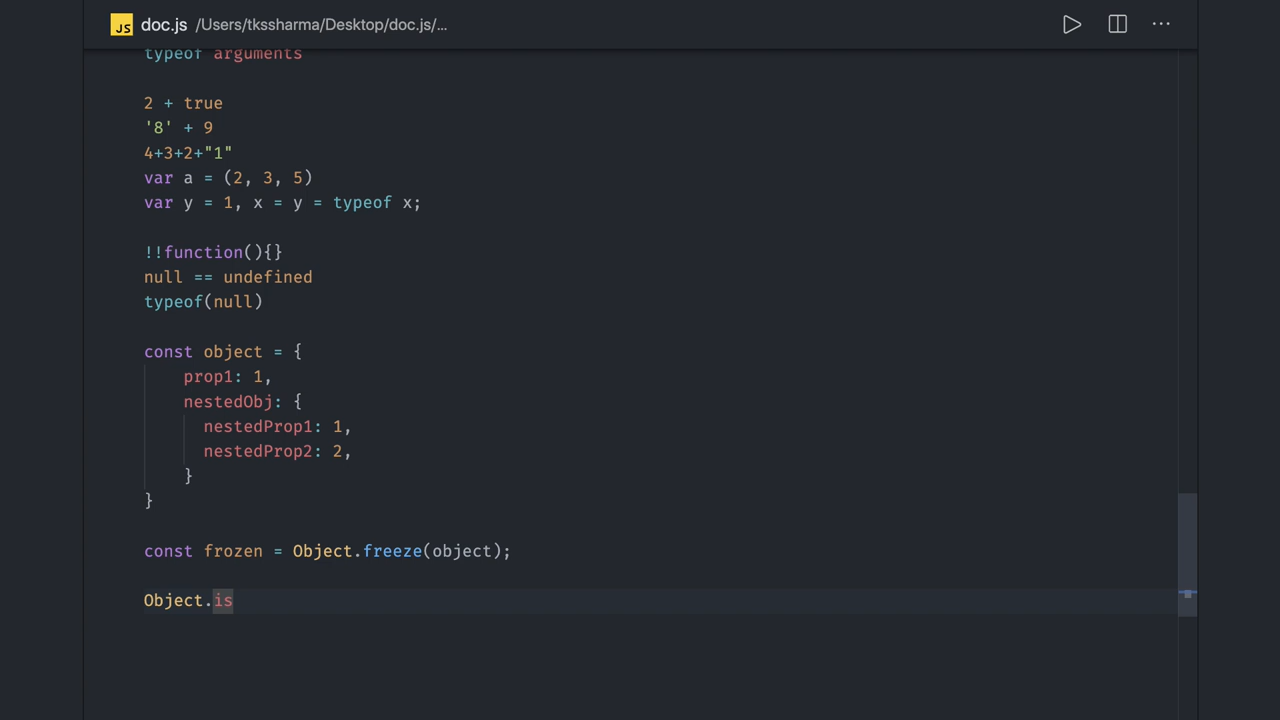 JS doc.js /Users/tkssharma/Desktop/doc.js/...
typeof arguments
2 + true
'8' + 9
4+3+2+"1"
var a = (2, 3, 5)
var y = 1, x = y = typeof x;
!!function(){}
null == undefined
typeof(null)
const object = {
prop1: 1,
nestedObj: {
nestedProp1: 1,
nestedProp2: 2,
}
}
const frozen = Object.freeze(object);
Object.is